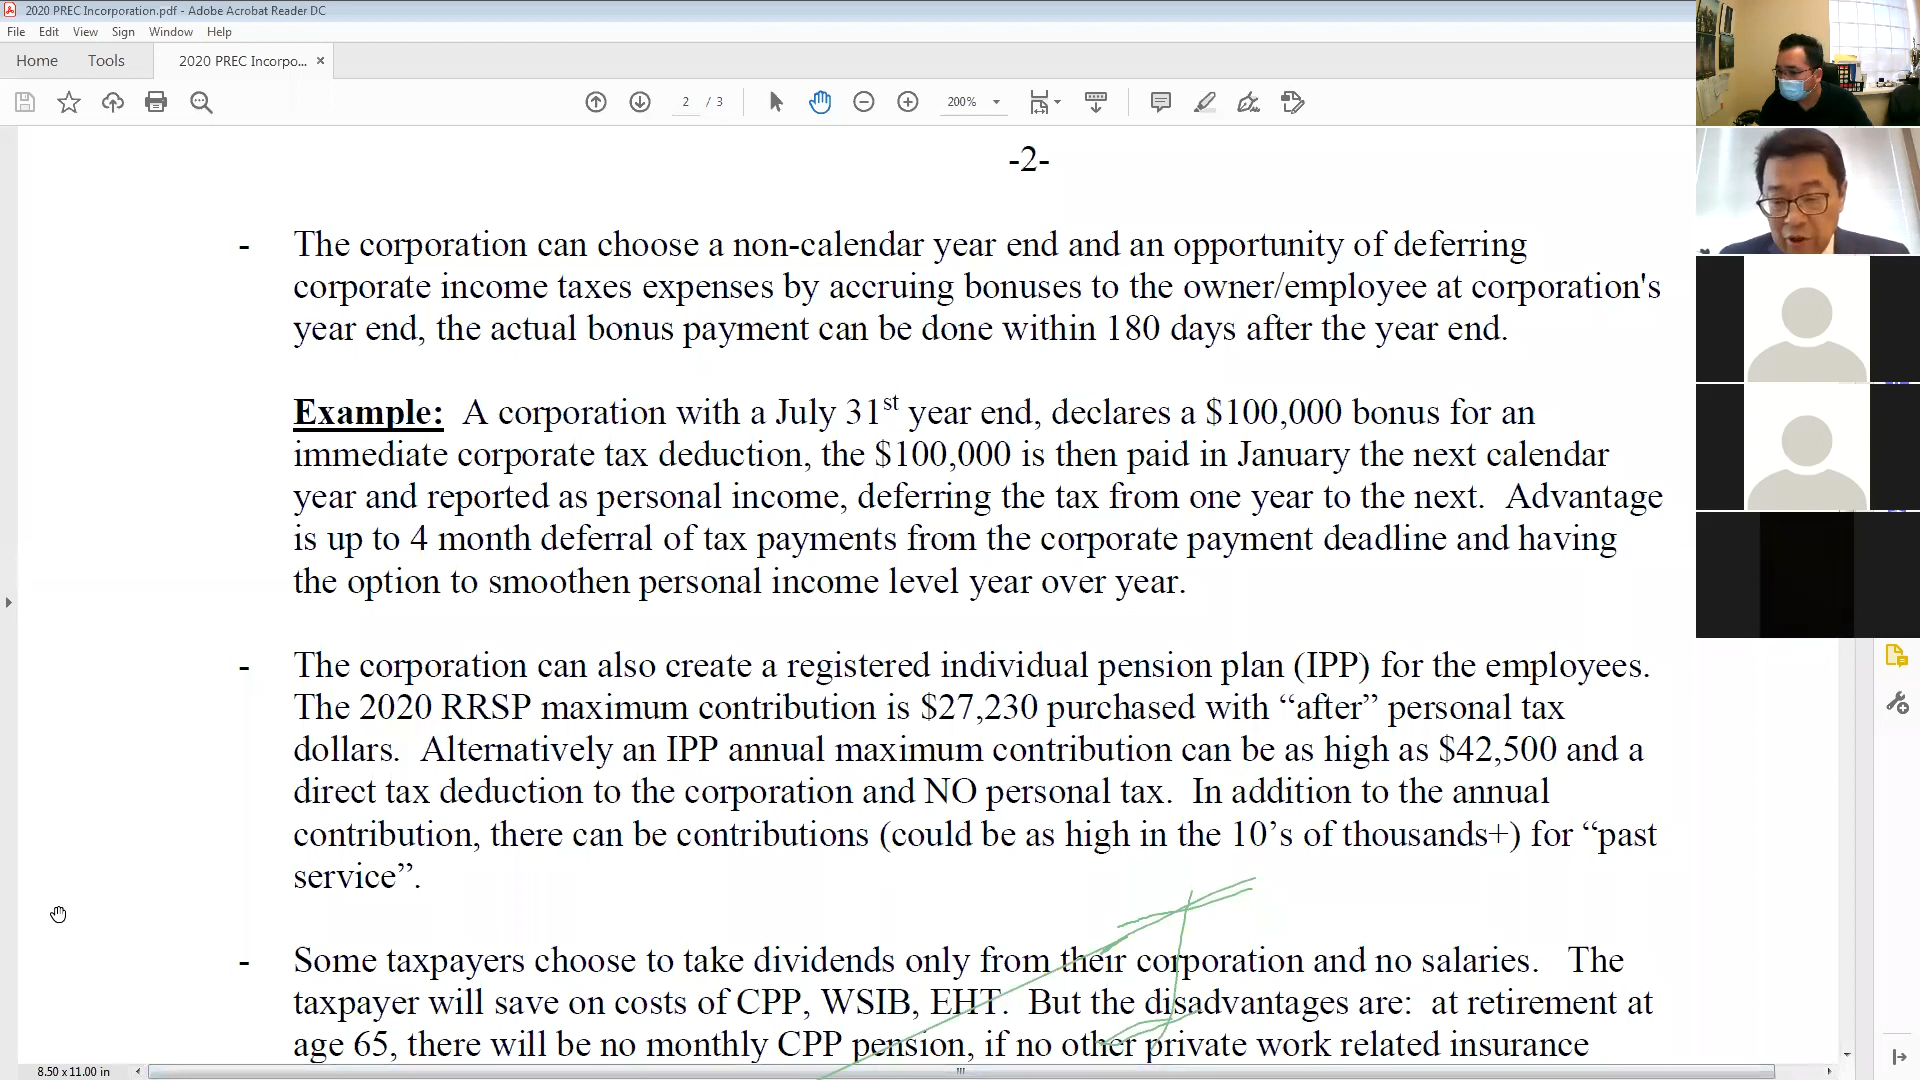 2020 PREC Incorporation.pdf - Adobe Acrobat Reader DC
File Edit View Sign Window Help
Home Tools 2020 PREC Incorpo... ×
2 / 3 200%
-2-
- The corporation can choose a non-calendar year end and an opportunity of deferring
corporate income taxes expenses by accruing bonuses to the owner/employee at corporation's
year end, the actual bonus payment can be done within 180 days after the year end.
Example: A corporation with a July 31st year end, declares a $100,000 bonus for an
immediate corporate tax deduction, the $100,000 is then paid in January the next calendar
year and reported as personal income, deferring the tax from one year to the next. Advantage
is up to 4 month deferral of tax payments from the corporate payment deadline and having
the option to smoothen personal income level year over year.
- The corporation can also create a registered individual pension plan (IPP) for the employees.
The 2020 RRSP maximum contribution is $27,230 purchased with “after” personal tax
dollars. Alternatively an IPP annual maximum contribution can be as high as $42,500 and a
direct tax deduction to the corporation and NO personal tax. In addition to the annual
contribution, there can be contributions (could be as high in the 10’s of thousands+) for “past
service”.
- Some taxpayers choose to take dividends only from their corporation and no salaries. The
taxpayer will save on costs of CPP, WSIB, EHT. But the disadvantages are: at retirement at
age 65, there will be no monthly CPP pension, if no other private work related insurance
8.50 x 11.00 in